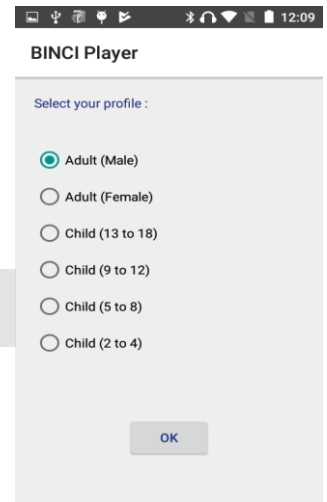 12:09
BINCI Player
Select your profile :
Adult (Male)
Adult (Female)
Child (13 to 18)
Child (9 to 12)
Child (5 to 8)
Child (2 to 4)
OK